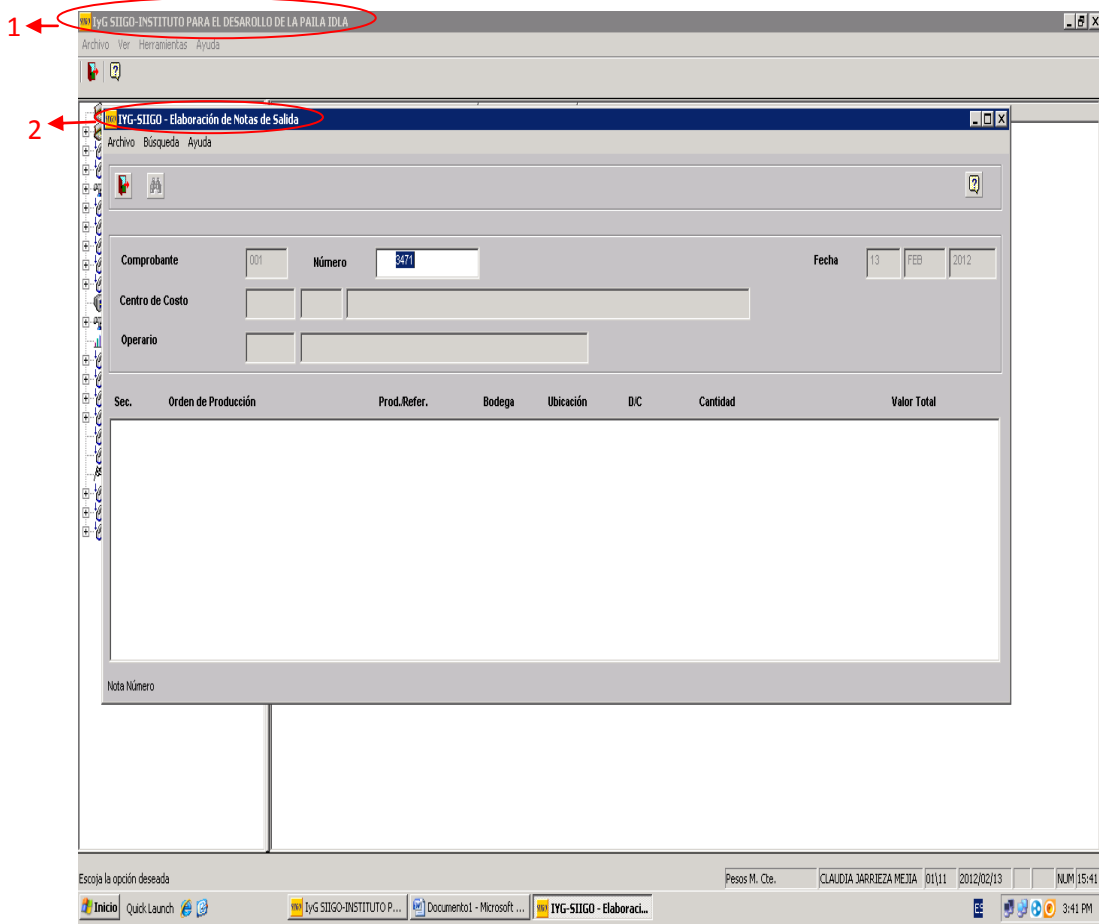 1
IyG SIIGO-INSTITUTO PARA EL DESAROLLO DE LA PAILA IDLA
Archivo Ver Herramientas Ayuda
2
IYG-SIIGO - Elaboración de Notas de Salida
Archivo Búsqueda Ayuda
Comprobante 001 Número 3471 Fecha 13 FEB 2012
Centro de Costo
Operario
Sec. Orden de Producción Prod./Refer. Bodega Ubicación D/C Cantidad Valor Total
Nota Número
Escoja la opción deseada Pesos M. Cte. CLAUDIA JARRIEZA MEJIA 01\11 2012/02/13 NUM 15:41
Inicio Quick Launch IyG SIIGO-INSTITUTO P... Documento1 - Microsoft ... IYG-SIIGO - Elaboraci... ES 3:41 PM